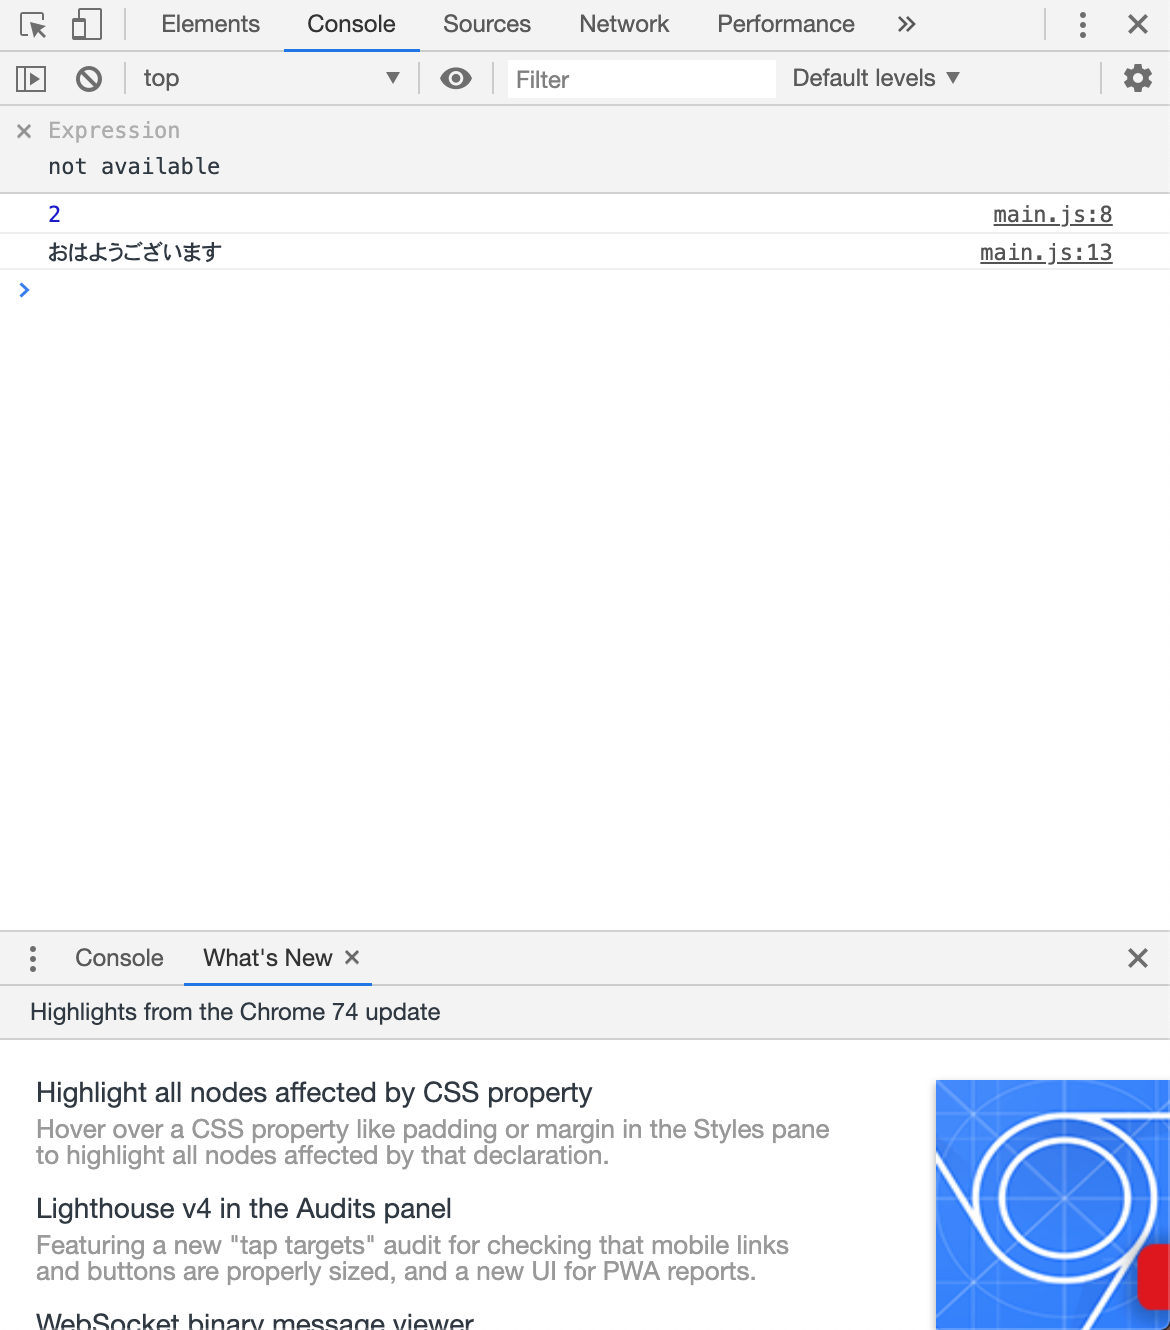 Elements Console Sources Network Performance
top Filter Default levels
Expression
not available
2 main.js:8
おはようございます main.js:13
Console What's New
Highlights from the Chrome 74 update
Highlight all nodes affected by CSS property
Hover over a CSS property like padding or margin in the Styles pane
to highlight all nodes affected by that declaration.
Lighthouse v4 in the Audits panel
Featuring a new "tap targets" audit for checking that mobile links
and buttons are properly sized, and a new UI for PWA reports.
WebSocket binary message viewer